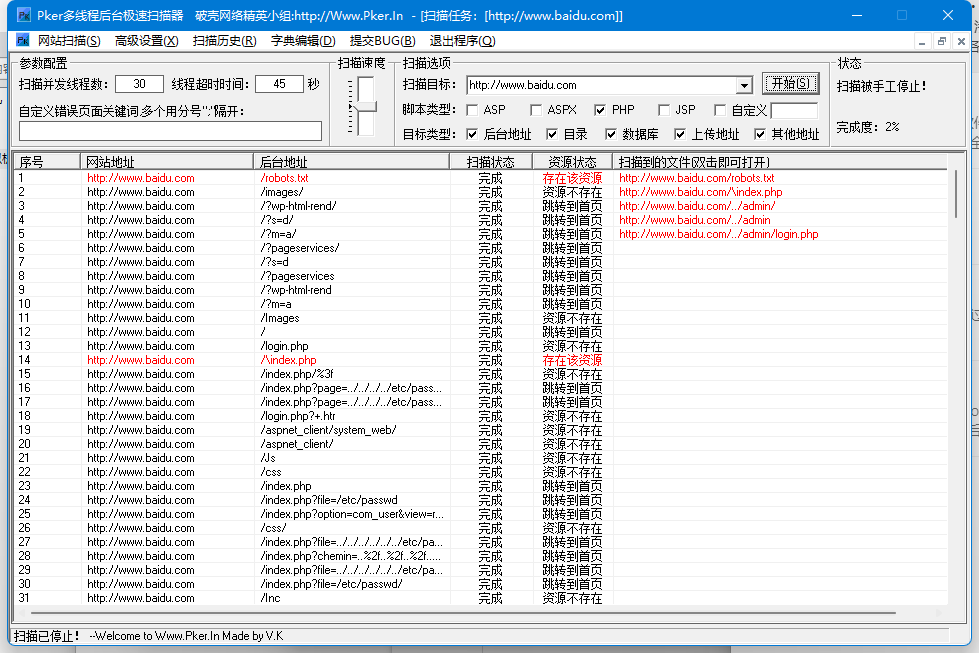 Pker多线程后台极速扫描器 破壳网络精英小组:http://Www.Pker.In - [扫描任务：[http://www.baidu.com]]
网站扫描(S) 高级设置(X) 扫描历史(R) 字典编辑(D) 提交BUG(B) 退出程序(Q)
参数配置 扫描速度 扫描选项 状态
扫描并发线程数： 30 线程超时时间： 45 秒 扫描目标： http://www.baidu.com 开始(S) 扫描被手工停止！
自定义错误页面关键词,多个用分号";"隔开： 脚本类型： ASP ASPX PHP JSP 自定义
目标类型： 后台地址 目录 数据库 上传地址 其他地址 完成度：2%
序号 网站地址 后台地址 扫描状态 资源状态 扫描到的文件(双击即可打开)
1 http://www.baidu.com /robots.txt 完成 存在该资源 http://www.baidu.com/robots.txt
2 http://www.baidu.com /images/ 完成 资源不存在 http://www.baidu.com/\index.php
3 http://www.baidu.com /?wp-html-rend/ 完成 跳转到首页 http://www.baidu.com/../admin/
4 http://www.baidu.com /?s=d/ 完成 跳转到首页 http://www.baidu.com/../admin
5 http://www.baidu.com /?m=a/ 完成 跳转到首页 http://www.baidu.com/../admin/login.php
6 http://www.baidu.com /?pageservices/ 完成 跳转到首页
7 http://www.baidu.com /?s=d 完成 跳转到首页
8 http://www.baidu.com /?pageservices 完成 跳转到首页
9 http://www.baidu.com /?wp-html-rend 完成 跳转到首页
10 http://www.baidu.com /?m=a 完成 跳转到首页
11 http://www.baidu.com /Images 完成 资源不存在
12 http://www.baidu.com / 完成 跳转到首页
13 http://www.baidu.com /login.php 完成 资源不存在
14 http://www.baidu.com /\index.php 完成 存在该资源
15 http://www.baidu.com /index.php/%3f 完成 资源不存在
16 http://www.baidu.com /index.php?page=../../../../etc/pass... 完成 跳转到首页
17 http://www.baidu.com /index.php?page=../../../../etc/pass... 完成 跳转到首页
18 http://www.baidu.com /login.php?+.htr 完成 资源不存在
19 http://www.baidu.com /aspnet_client/system_web/ 完成 资源不存在
20 http://www.baidu.com /aspnet_client/ 完成 资源不存在
21 http://www.baidu.com /Js 完成 资源不存在
22 http://www.baidu.com /css 完成 资源不存在
23 http://www.baidu.com /index.php 完成 跳转到首页
24 http://www.baidu.com /index.php?file=/etc/passwd 完成 跳转到首页
25 http://www.baidu.com /index.php?option=com_user&view=r... 完成 跳转到首页
26 http://www.baidu.com /css/ 完成 资源不存在
27 http://www.baidu.com /index.php?file=../../../../../etc/pa... 完成 跳转到首页
28 http://www.baidu.com /index.php?chemin=..%2f..%2f..%2f..... 完成 跳转到首页
29 http://www.baidu.com /index.php?file=../../../../../etc/pa... 完成 跳转到首页
30 http://www.baidu.com /index.php?file=/etc/passwd/ 完成 跳转到首页
31 http://www.baidu.com /Inc 完成 资源不存在
扫描已停止！ --Welcome to Www.Pker.In Made by V.K